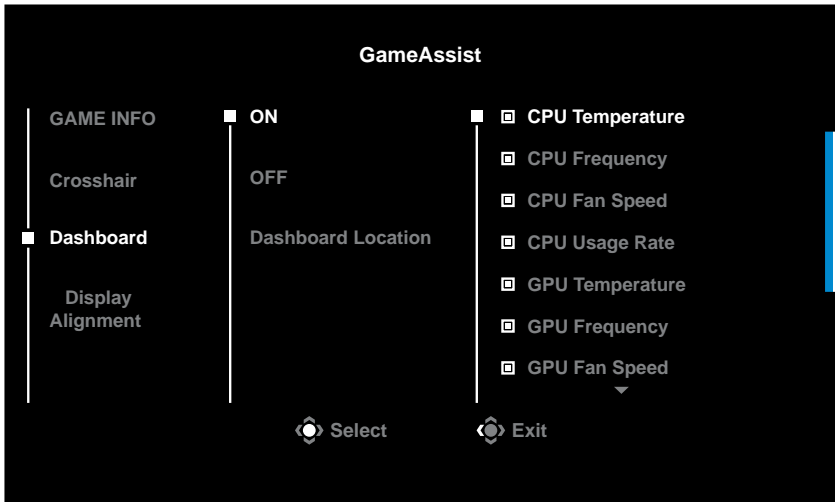 GameAssist
GAME INFO
Crosshair
Dashboard
Display
Alignment
ON
OFF
Dashboard Location
CPU Temperature
CPU Frequency
CPU Fan Speed
CPU Usage Rate
GPU Temperature
GPU Frequency
GPU Fan Speed
Select
Exit